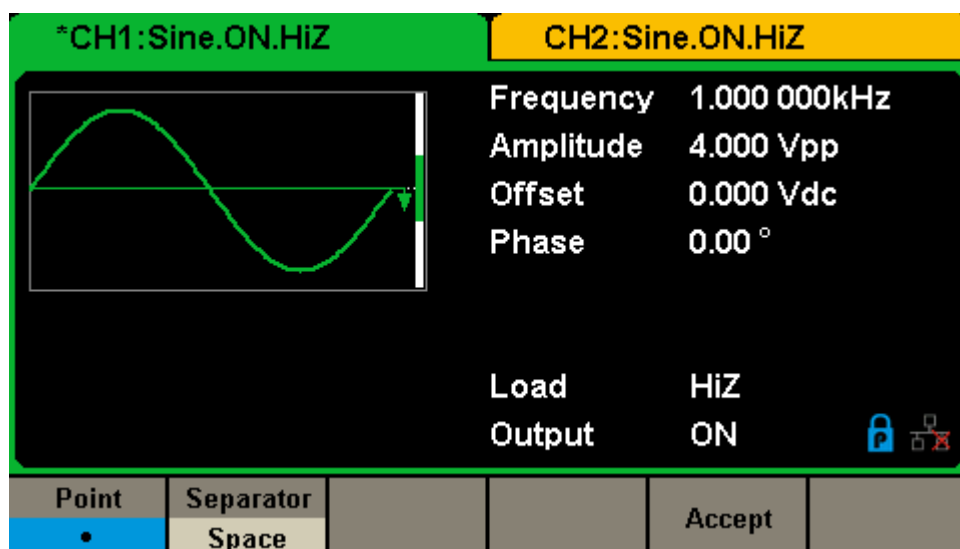 *CH1:Sine.ON.HiZ CH2:Sine.ON.HiZ
Frequency 1.000 000kHz
Amplitude 4.000 Vpp
Offset 0.000 Vdc
Phase 0.00 °
Load HiZ
Output ON
P
Point Separator Accept
• Space